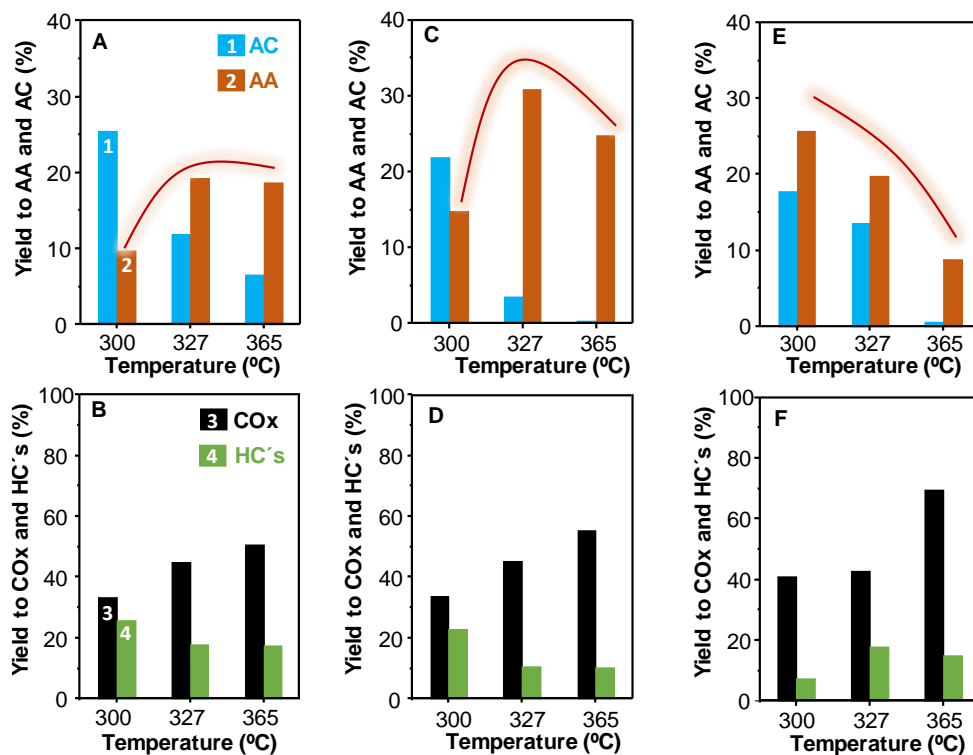 A
1 AC
2 AA
Yield to AA and AC (%)
40
30
20
10
0
1
2
300 327 365
Temperature (ºC)
C
Yield to AA and AC (%)
40
30
20
10
0
300 327 365
Temperature (ºC)
E
Yield to AA and AC (%)
40
30
20
10
0
300 327 365
Temperature (ºC)
B
3 COx
4 HC´s
Yield to COx and HC´s (%)
100
80
60
40
20
0
3
4
300 327 365
Temperature (ºC)
D
Yield to COx and HC´s (%)
100
80
60
40
20
0
300 327 365
Temperature (ºC)
F
Yield to COx and HC´s (%)
100
80
60
40
20
0
300 327 365
Temperature (ºC)